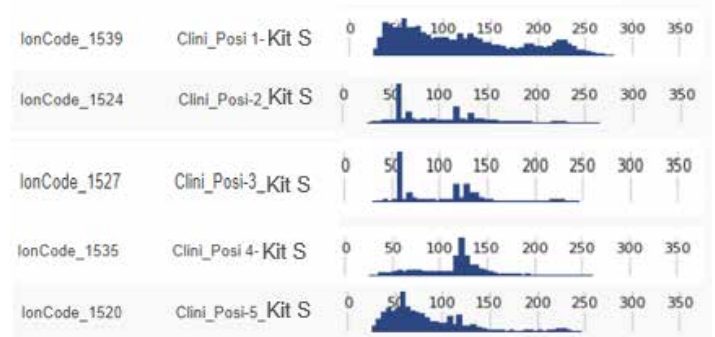 IonCode_1539 Clini_Posi 1-Kit S 0 50 100 150 200 250 300 350
IonCode_1524 Clini_Posi-2_Kit S 0 50 100 150 200 250 300 350
IonCode_1527 Clini_Posi-3_Kit S 0 50 100 150 200 250 300 350
IonCode_1535 Clini_Posi 4-Kit S 0 50 100 150 200 250 300 350
IonCode_1520 Clini_Posi-5_Kit S 0 50 100 150 200 250 300 350